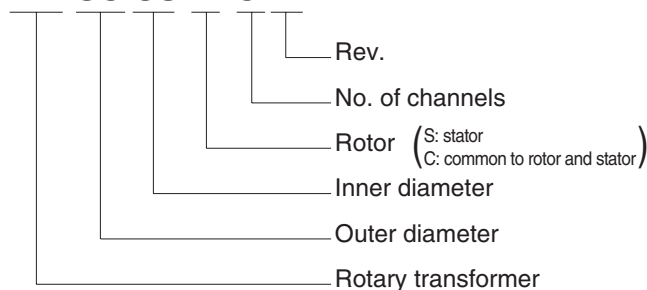 Rev.
No. of channels
Rotor (S: stator
C: common to rotor and stator)
Inner diameter
Outer diameter
Rotary transformer